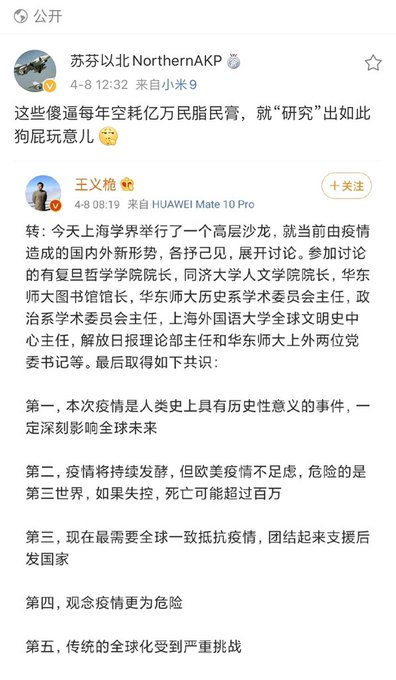 公开
苏芬以北NorthernAKP
4-8 12:32 来自小米9
这些傻逼每年空耗亿万民脂民膏，就“研究”出如此
狗屁玩意儿
王义桅
+关注
4-08 08:19 来自 HUAWEI Mate 10 Pro
转：今天上海学界举行了一个高层沙龙，就当前由疫情
造成的国内外新形势，各抒己见，展开讨论。参加讨论
的有复旦哲学学院院长，同济大学人文学院院长，华东
师大图书馆馆长，华东师大历史系学术委员会主任，政
治系学术委员会主任，上海外国语大学全球文明史中
心主任，解放日报理论部主任和华东师大上外两位党
委书记等。最后取得如下共识：
第一，本次疫情是人类史上具有历史性意义的事件，一
定深刻影响全球未来
第二，疫情将持续发酵，但欧美疫情不足虑，危险的是
第三世界，如果失控，死亡可能超过百万
第三，现在最需要全球一致抵抗疫情，团结起来支援后
发国家
第四，观念疫情更为危险
第五，传统的全球化受到严重挑战